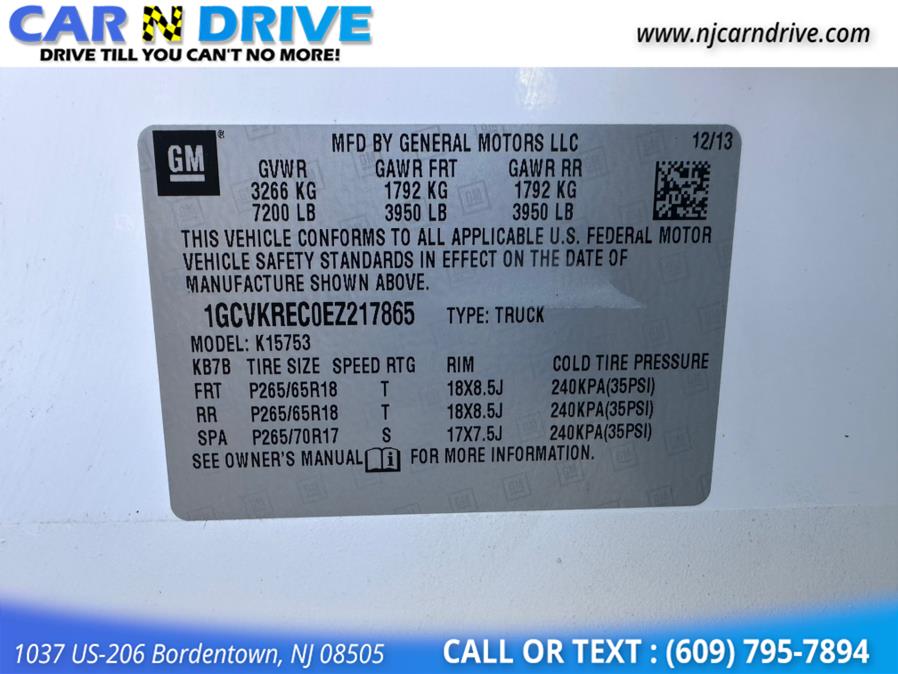 CAR N DRIVE
DRIVE TILL YOU CAN'T NO MORE!
www.njcarndrive.com
GM®
MFD BY GENERAL MOTORS LLC 12/13
GVWR GAWR FRT GAWR RR
3266 KG 1792 KG 1792 KG
7200 LB 3950 LB 3950 LB
THIS VEHICLE CONFORMS TO ALL APPLICABLE U.S. FEDERAL MOTOR
VEHICLE SAFETY STANDARDS IN EFFECT ON THE DATE OF
MANUFACTURE SHOWN ABOVE.
1GCVKREC0EZ217865 TYPE: TRUCK
MODEL: K15753
KB7B TIRE SIZE SPEED RTG RIM COLD TIRE PRESSURE
FRT P265/65R18 T 18X8.5J 240KPA(35PSI)
RR P265/65R18 T 18X8.5J 240KPA(35PSI)
SPA P265/70R17 S 17X7.5J 240KPA(35PSI)
SEE OWNER'S MANUAL FOR MORE INFORMATION.
1037 US-206 Bordentown, NJ 08505
CALL OR TEXT : (609) 795-7894